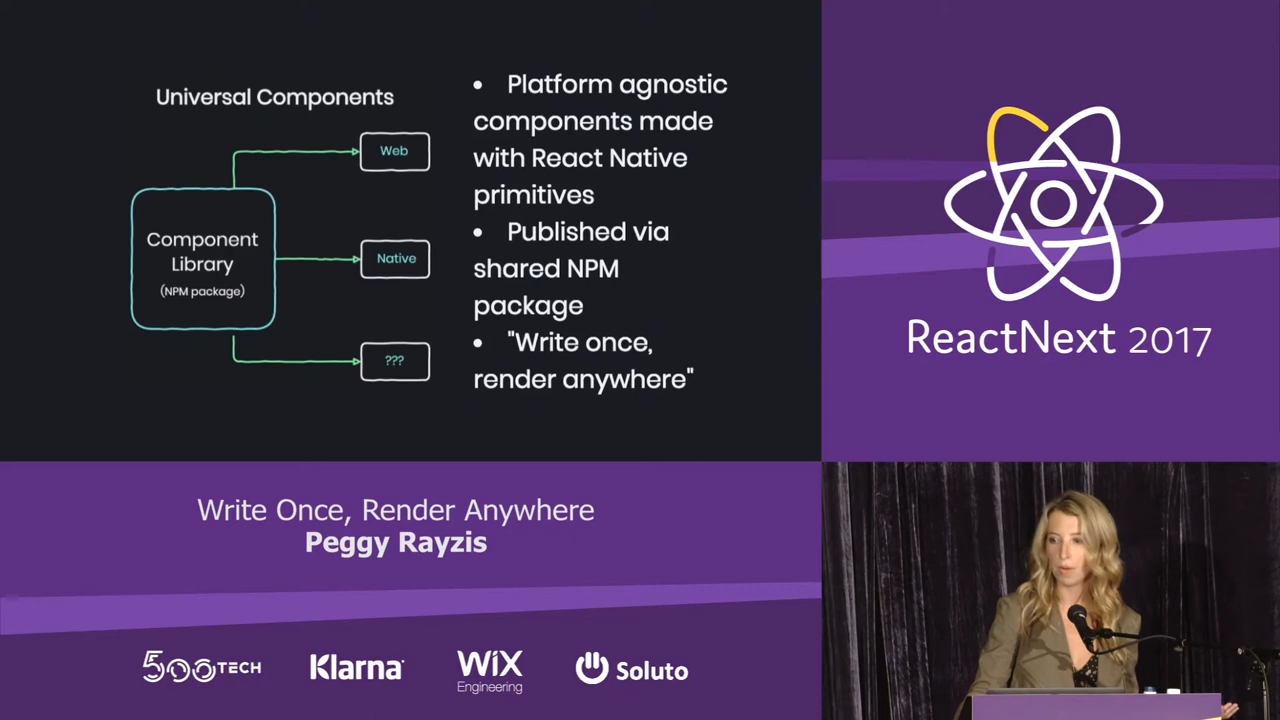 Universal Components
Web
Component
Library
(NPM package)
Native
???
• Platform agnostic
components made
with React Native
primitives
• Published via
shared NPM
package
• "Write once,
render anywhere"
ReactNext 2017
Write Once, Render Anywhere
Peggy Rayzis
500TECH
Klarna
WIX
Engineering
Soluto